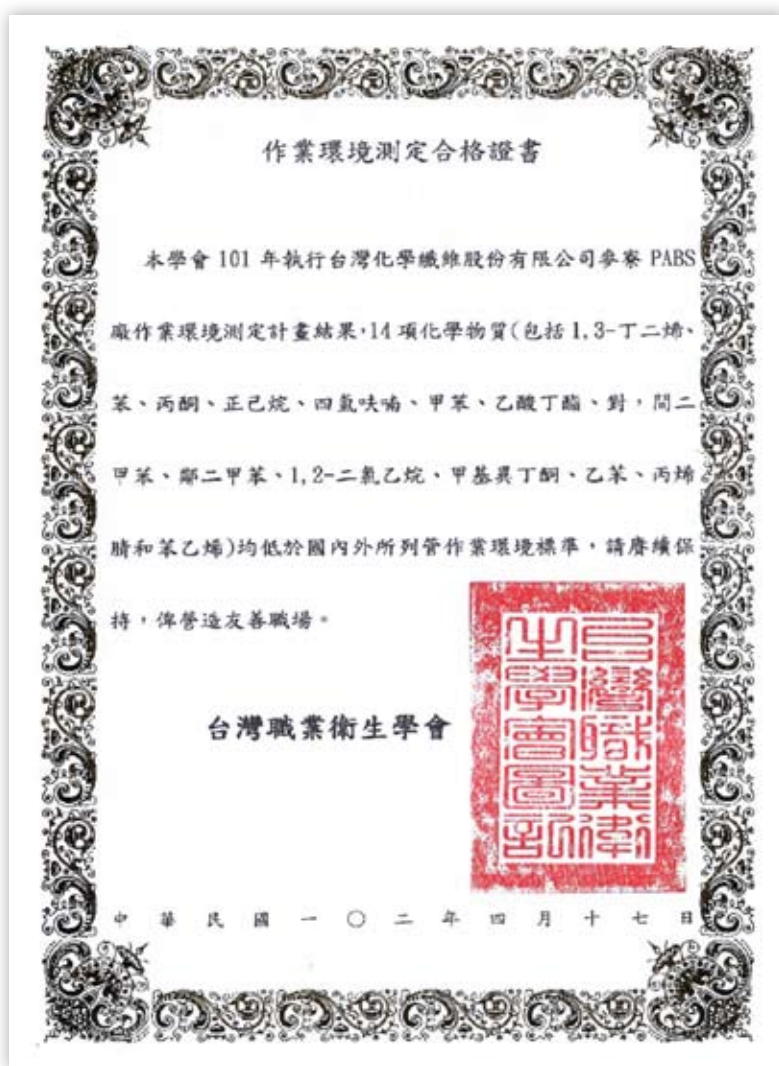 作業環境測定合格證書
本學會 101 年執行台灣化學纖維股份有限公司麥寮 PABS
廠作業環境測定計畫結果，14 項化學物質(包括 1,3-丁二烯、
苯、丙酮、正己烷、四氫呋喃、甲苯、乙酸丁酯、對，間二
甲苯、鄰二甲苯、1,2-二氯乙烷、甲基異丁酮、乙苯、丙烯
腈和苯乙烯)均低於國內外所列管作業環境標準，請賡續保
持，俾營造友善職場。
台灣職業衛生學會
台灣職業衛
生學會圖記
中華民國一〇二年四月十七日